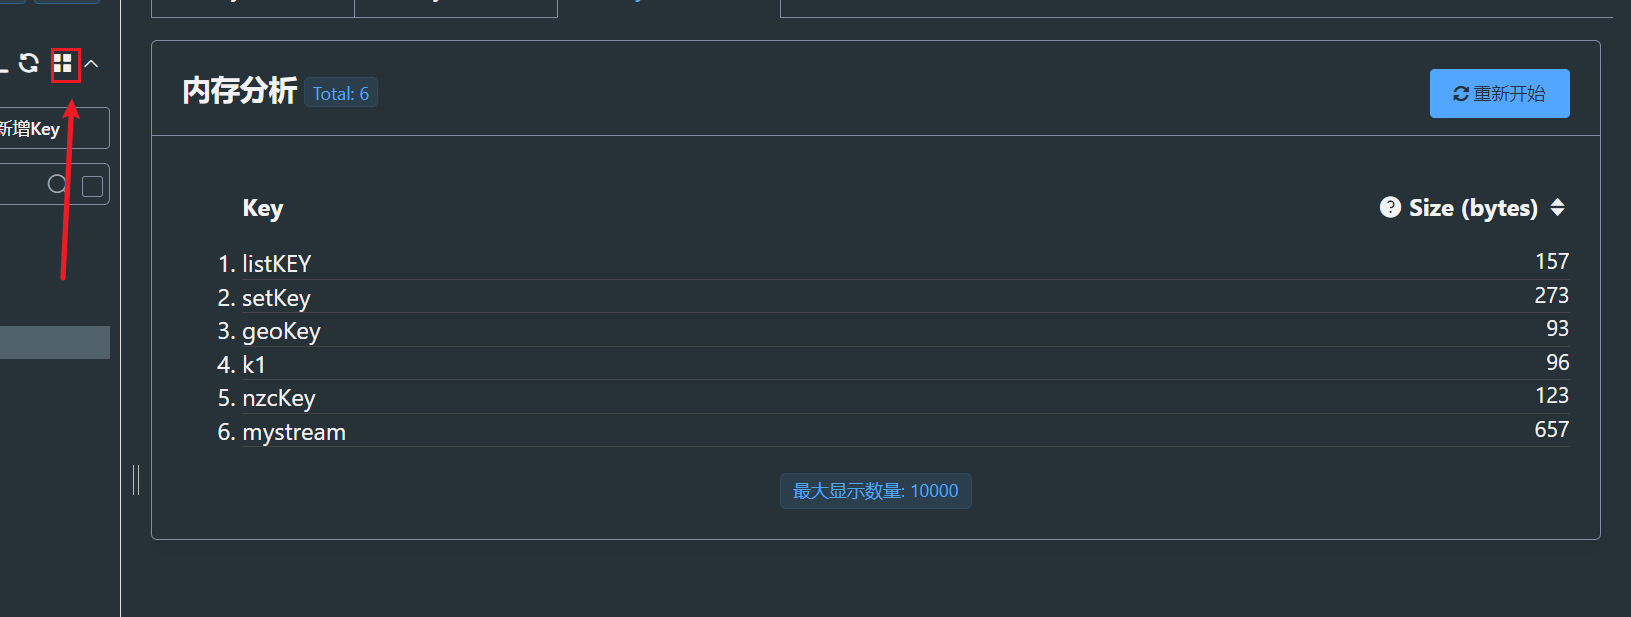 新增Key
内存分析 Total: 6
重新开始
Key
Size (bytes)
1. listKEY 157
2. setKey 273
3. geoKey 93
4. k1 96
5. nzcKey 123
6. mystream 657
最大显示数量: 10000